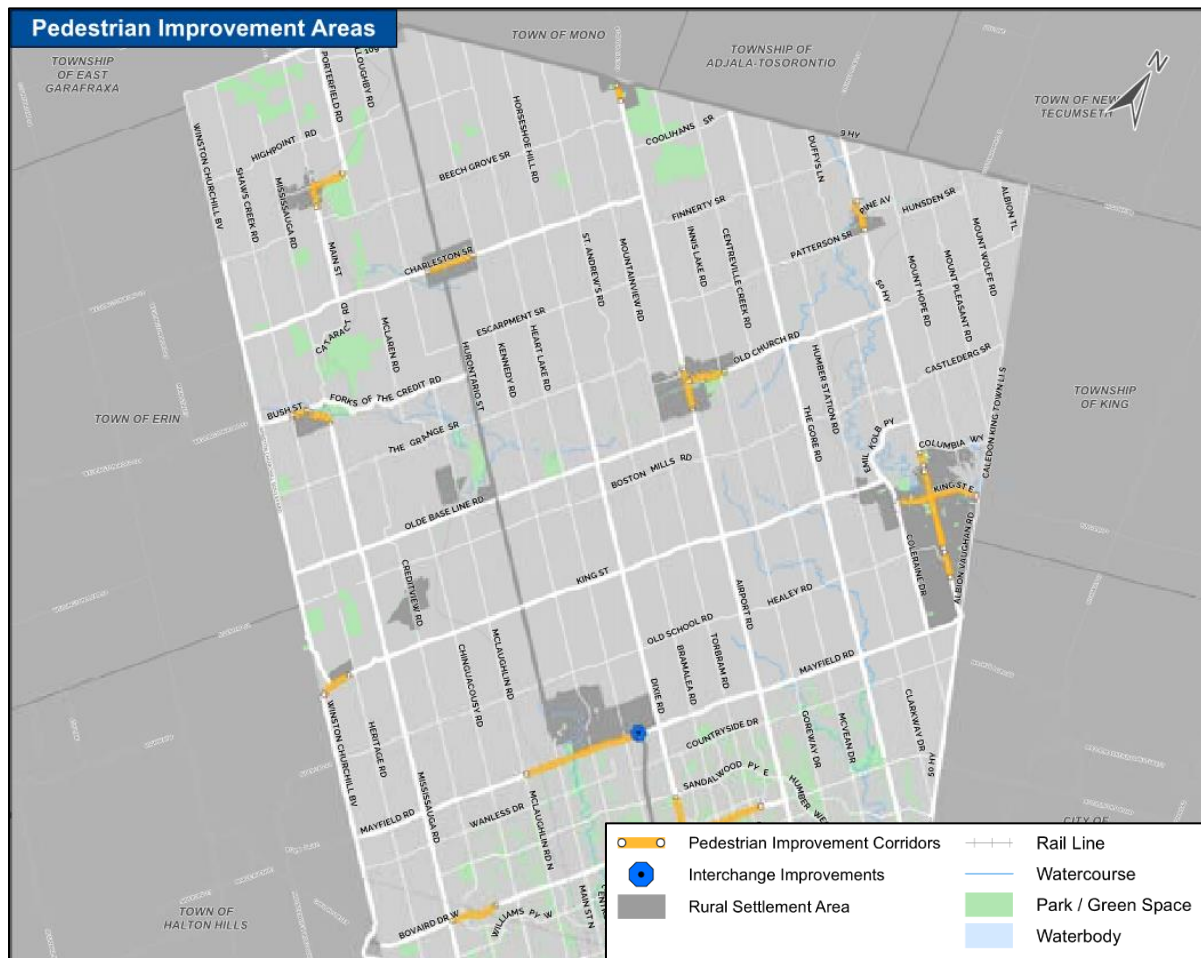 Pedestrian Improvement Areas
TOWN OF MONO
TOWNSHIP OF
ADJALA-TOSORONTIO
TOWNSHIP
OF EAST
GARAFRAXA
N
TOWN OF NEW
TECUMSETH
PORTERFIELD RD
WINSTON CHURCHILL BV
HIGHPOINT RD
SHAWS CREEK RD
MISSISSAUGA RD
MAIN ST
BEECH GROVE SR
HORSESHOE HILL RD
COOLIHANS SR
DUFFYS LN
9 HY
PINE AV
HUNSDEN SR
ALBION TL
FINNERTY SR
PATTERSON SR
CHARLESTON SR
ST ANDREW'S RD
MOUNTAINVIEW RD
INNIS LAKE RD
CENTREVILLE CREEK RD
50 HY
MOUNT HOPE RD
MOUNT PLEASANT RD
MOUNT WOLFE RD
MCLAREN RD
ESCARPMENT SR
HURONTARIO ST
KENNEDY RD
HEART LAKE RD
OLD CHURCH RD
HUMBER STATION RD
CASTLEDERG SR
TOWN OF ERIN
BUSH ST
FORKS OF THE CREDIT RD
TOWNSHIP
OF KING
THE GRANGE SR
BOSTON MILLS RD
THE GORE RD
EMIL KOLB PY
COLUMBIA WY
CALEDON KING TOWN LI S
KING ST E
OLDE BASE LINE RD
CREDITVIEW RD
KING ST
COLERAINE DR
ALBION VAUGHAN RD
AIRPORT RD
HEALEY RD
OLD SCHOOL RD
MAYFIELD RD
CHINGUACOUSY RD
MCLAUGHLIN RD
DIXIE RD
BRAMALEA RD
TORBRAM RD
WINSTON CHURCHILL BV
HERITAGE RD
MISSISSAUGA RD
COUNTRYSIDE DR
GOREWAY DR
MCVEAN DR
CLARKWAY DR
50 HY
SANDALWOOD PY E
MAYFIELD RD
WANLESS DR
MCLAUGHLIN RD N
CITY OF
TOWN OF
HALTON HILLS
BOVAIRD DR W
WILLIAMS PY W
MAIN ST N
Pedestrian Improvement Corridors
Interchange Improvements
Rural Settlement Area
Rail Line
Watercourse
Park / Green Space
Waterbody